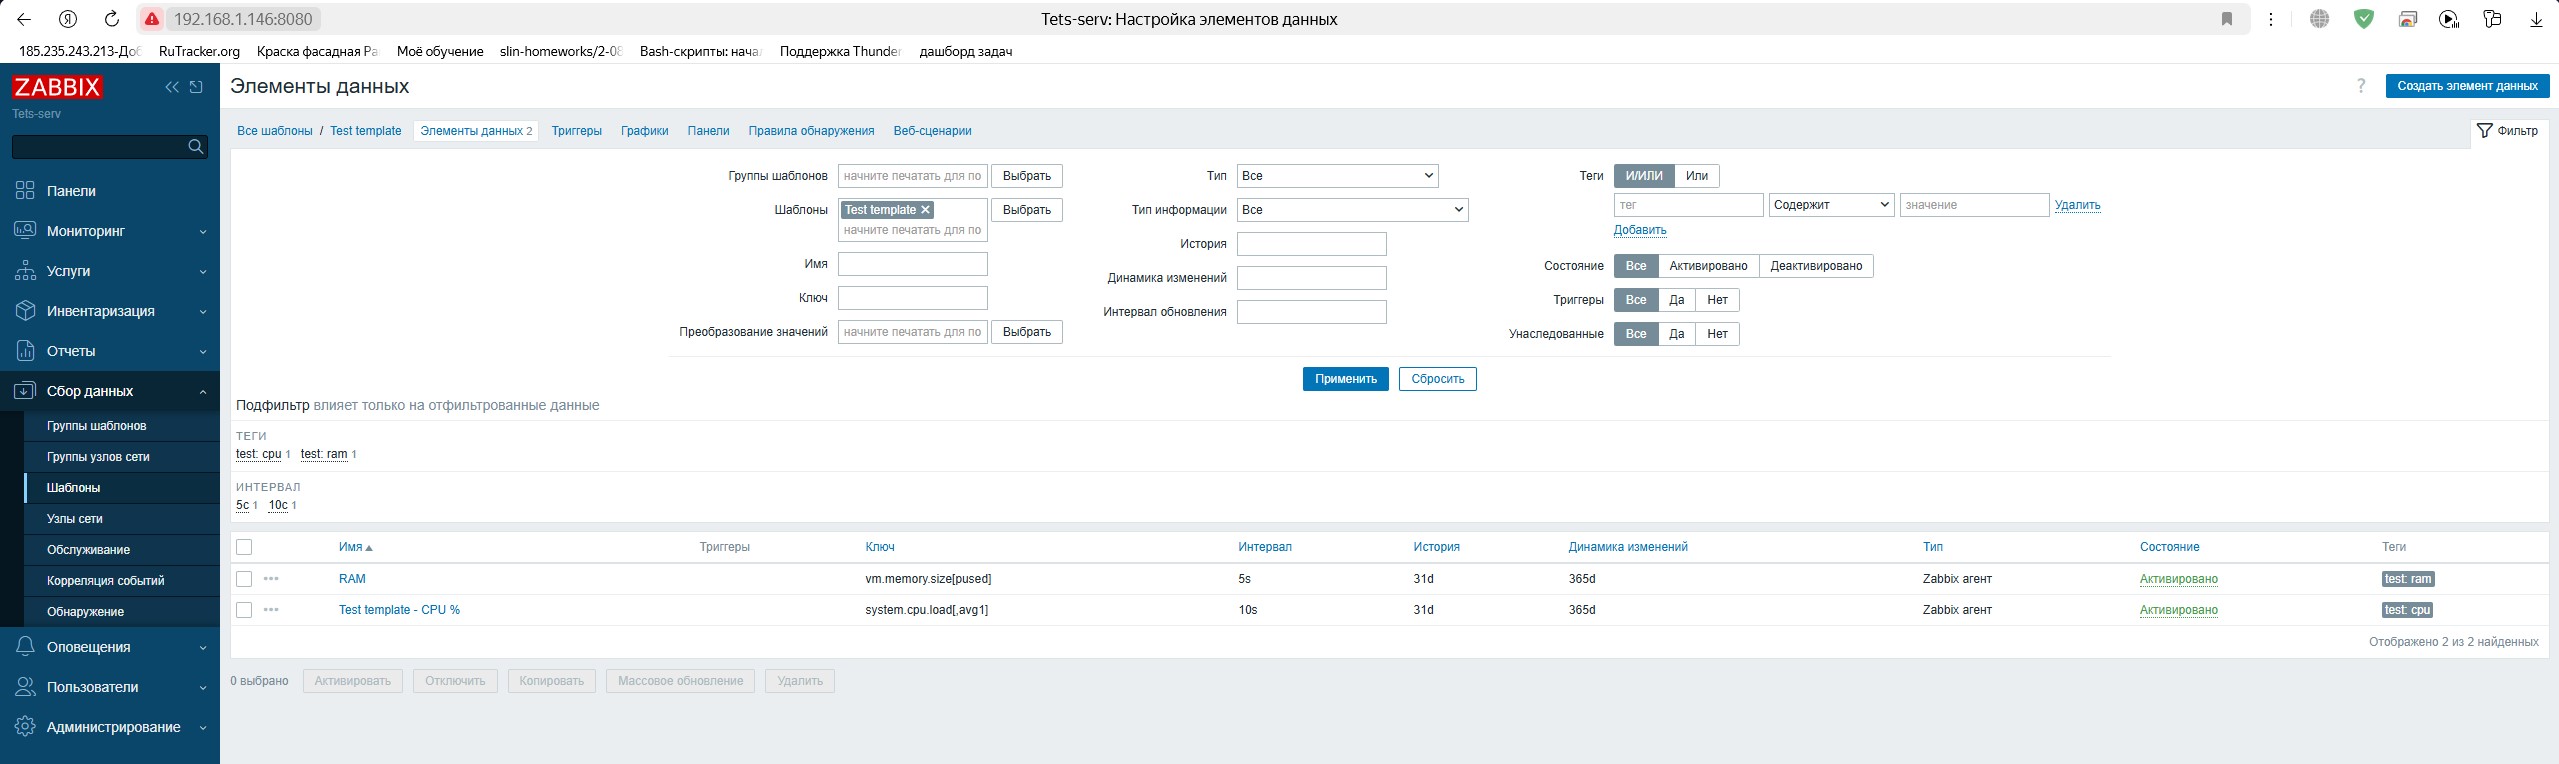 192.168.1.146:8080 Tets-serv: Настройка элементов данных
185.235.243.213-Доб RuTracker.org Краска фасадная Ра Моё обучение slin-homeworks/2-08 Bash-скрипты: нача Поддержка Thunder дашборд задач
ZABBIX
Tets-serv
Панели
Мониторинг
Услуги
Инвентаризация
Отчеты
Сбор данных
Группы шаблонов
Группы узлов сети
Шаблоны
Узлы сети
Обслуживание
Корреляция событий
Обнаружение
Оповещения
Пользователи
Администрирование
Элементы данных ? Создать элемент данных
Все шаблоны / Test template Элементы данных 2 Триггеры Графики Панели Правила обнаружения Веб-сценарии Фильтр
Группы шаблонов начните печатать для по Выбрать
Шаблоны Test template Выбрать
начните печатать для по
Имя
Ключ
Преобразование значений начните печатать для по Выбрать
Тип Все
Тип информации Все
История
Динамика изменений
Интервал обновления
Теги И/ИЛИ Или
тег Содержит значение Удалить
Добавить
Состояние Все Активировано Деактивировано
Триггеры Все Да Нет
Унаследованные Все Да Нет
Применить Сбросить
Подфильтр влияет только на отфильтрованные данные
ТЕГИ
test: cpu 1 test: ram 1
ИНТЕРВАЛ
5с 1 10с 1
Имя Триггеры Ключ Интервал История Динамика изменений Тип Состояние Теги
RAM vm.memory.size[pused] 5s 31d 365d Zabbix агент Активировано test: ram
Test template - CPU % system.cpu.load[,avg1] 10s 31d 365d Zabbix агент Активировано test: cpu
Отображено 2 из 2 найденных
0 выбрано Активировать Отключить Копировать Массовое обновление Удалить